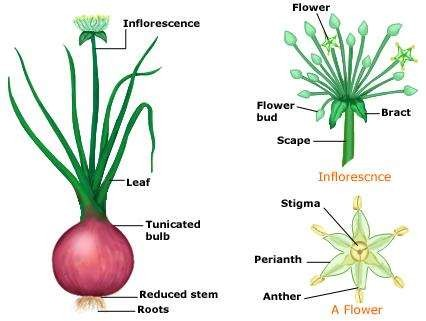 Inflorescence
Leaf
Tunicated
bulb
Reduced stem
Roots
Flower
Flower
bud
Bract
Scape
Inflorescnce
Stigma
Perianth
Anther
A Flower